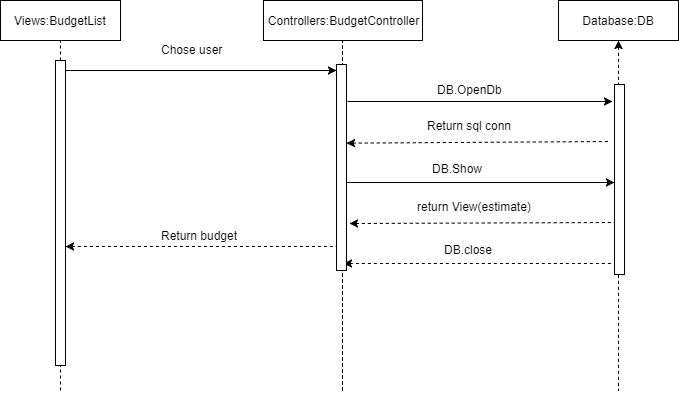 Views:BudgetList
Controllers:BudgetController
Database:DB
Chose user
DB.OpenDb
Return sql conn
DB.Show
return View(estimate)
Return budget
DB.close